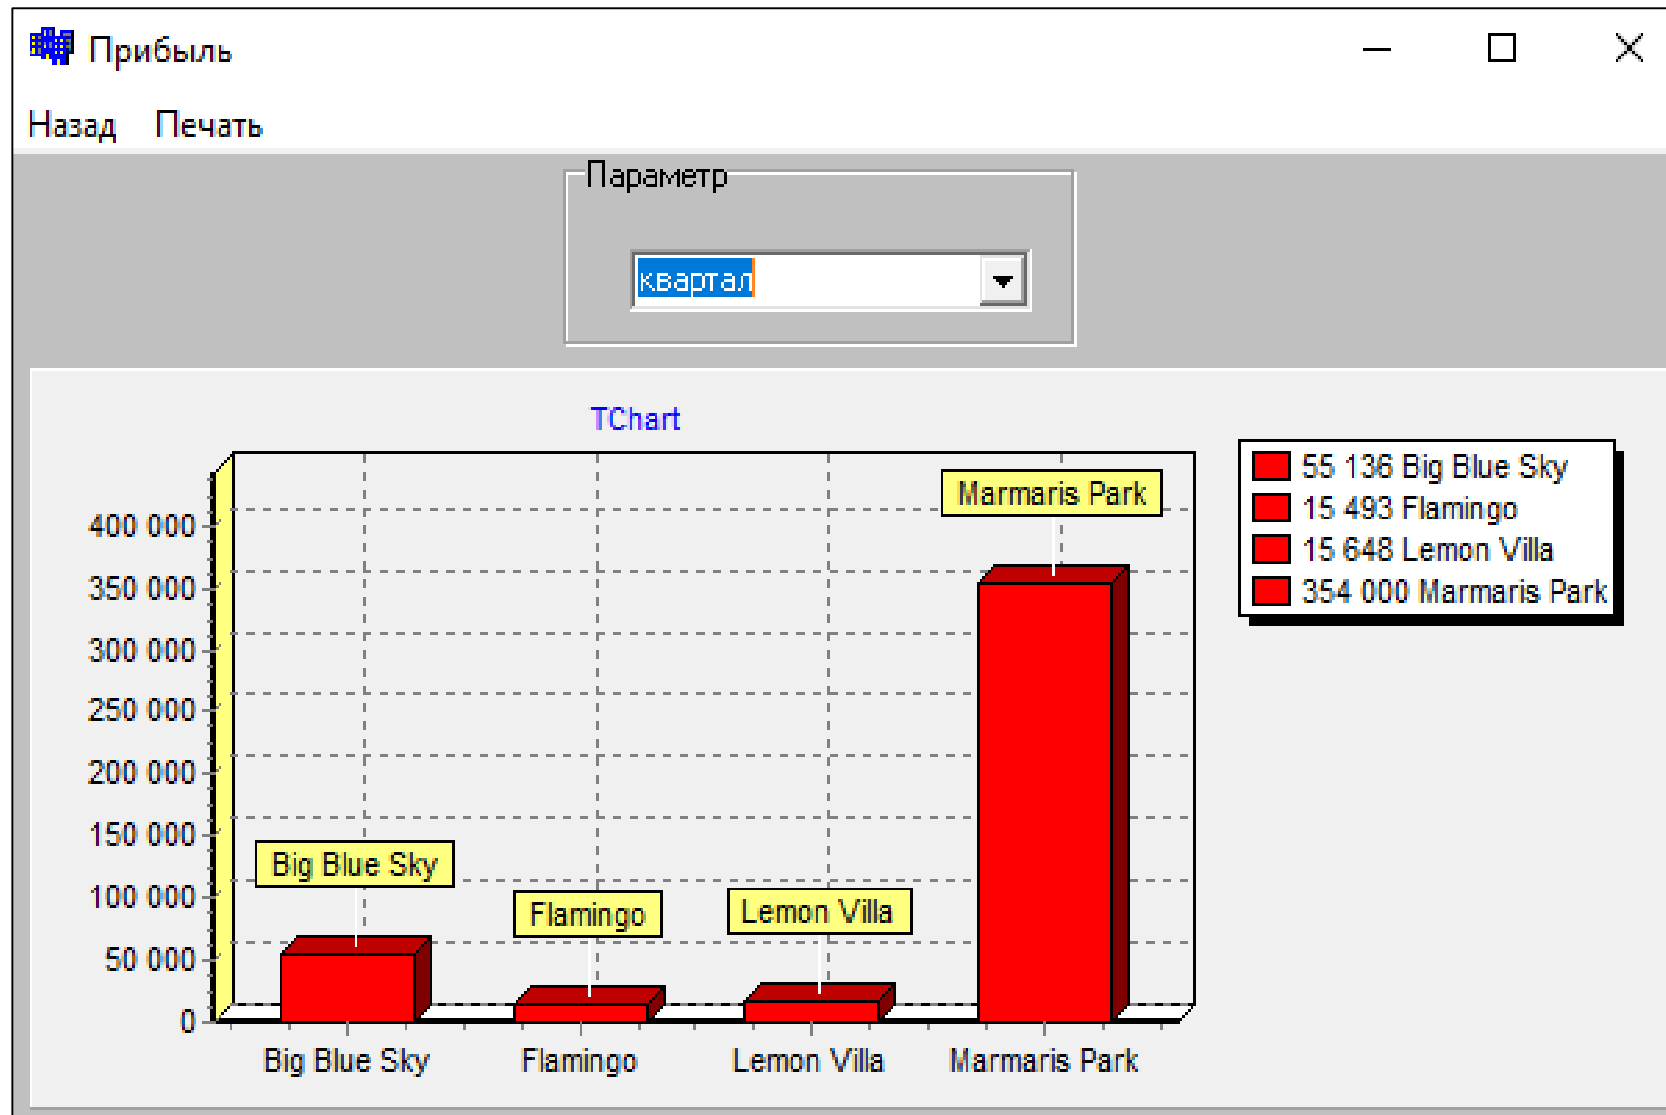 Прибыль
Назад Печать
Параметр
квартал
TChart
400 000
350 000
300 000
250 000
200 000
150 000
100 000
50 000
0
Big Blue Sky
Flamingo
Lemon Villa
Marmaris Park
Big Blue Sky
Flamingo
Lemon Villa
Marmaris Park
55 136 Big Blue Sky
15 493 Flamingo
15 648 Lemon Villa
354 000 Marmaris Park